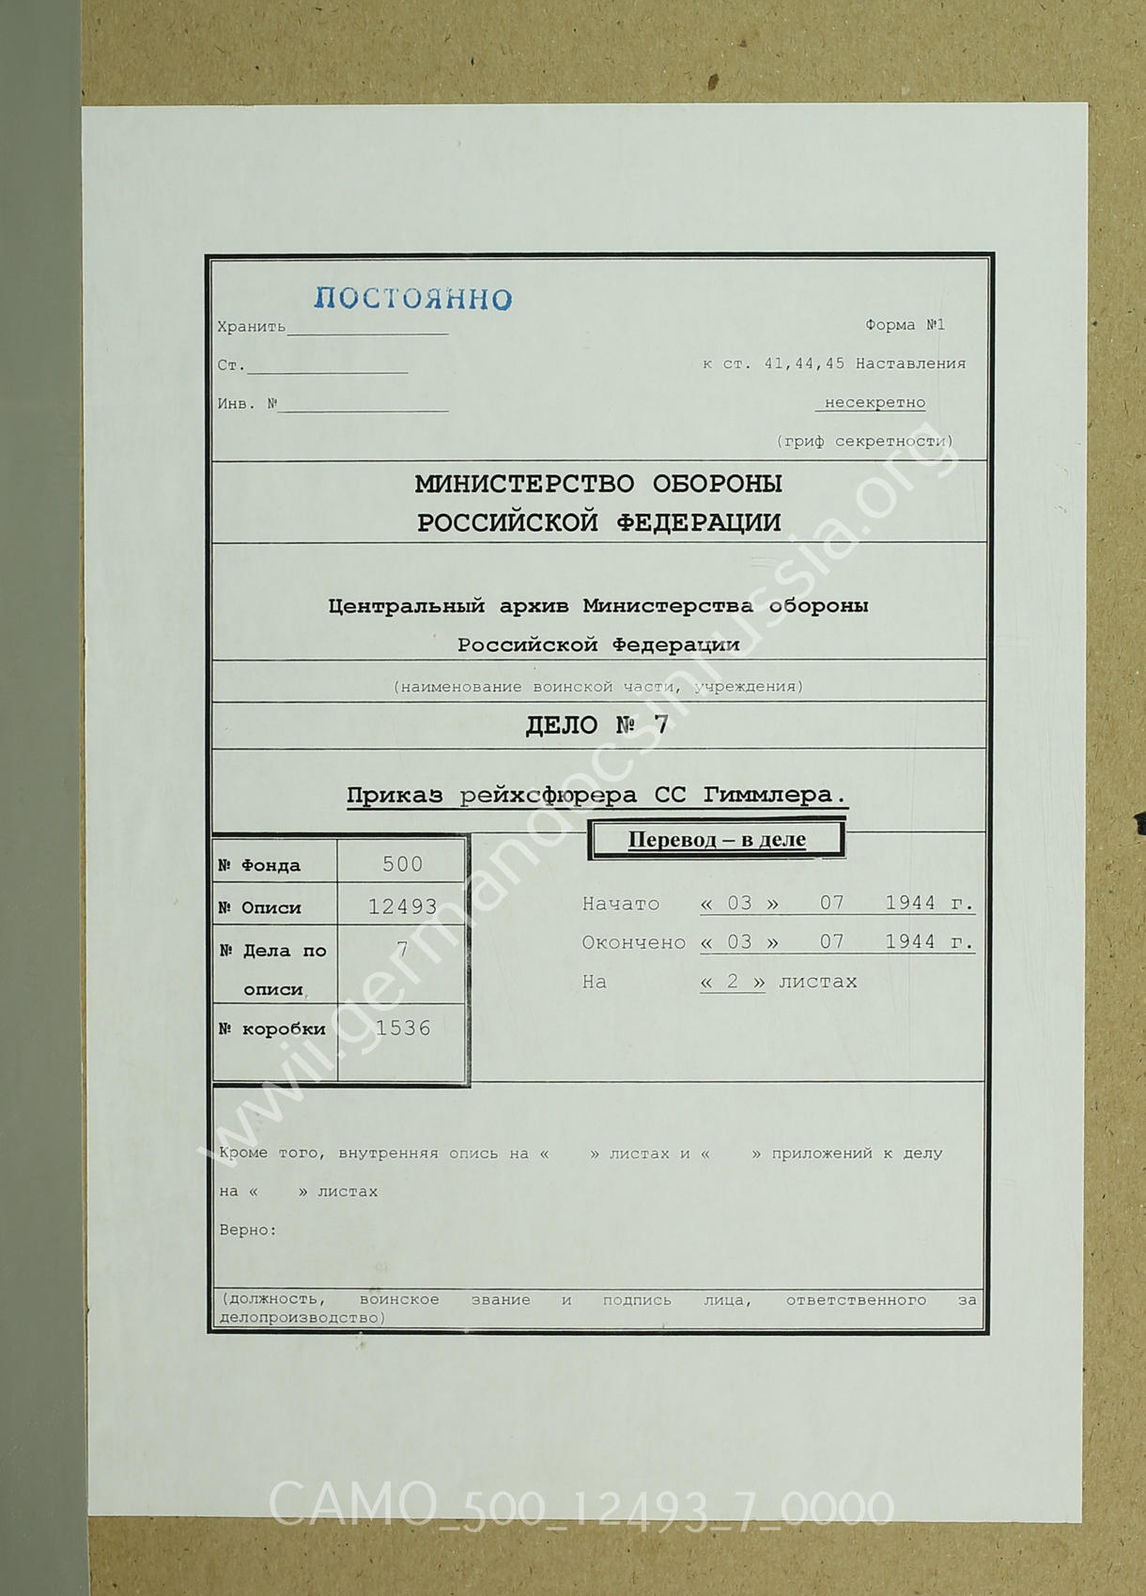 ПОСТОЯННО
Хранить
Форма №1
Ст.
к ст. 41,44,45 Наставления
Инв. №
несекретно
(гриф секретности)
МИНИСТЕРСТВО ОБОРОНЫ
РОССИЙСКОЙ ФЕДЕРАЦИИ
Центральный архив Министерства обороны
Российской Федерации
(наименование воинской части, учреждения)
ДЕЛО № 7
Приказ рейхсфюрера СС Гиммлера.
Перевод – в деле
№ Фонда 500
№ Описи 12493
№ Дела по 7
описи
№ коробки 1536
Начато « 03 » 07 1944 г.
Окончено « 03 » 07 1944 г.
На « 2 » листах
Кроме того, внутренняя опись на « » листах и « » приложений к делу
на « » листах
Верно:
(должность, воинское звание и подпись лица, ответственного за
делопроизводство)
wwii.germandocsinrussia.org
CAMO_500_12493_7_0000